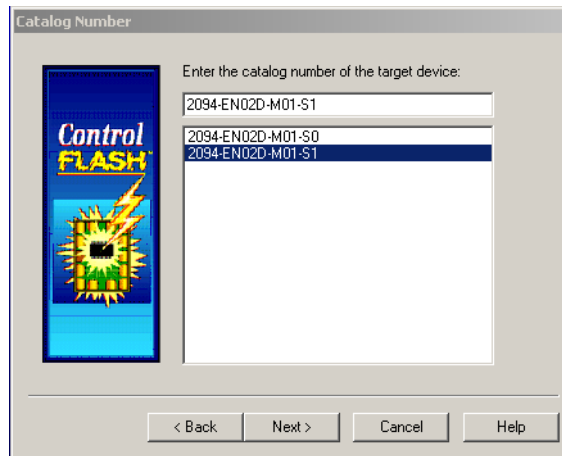 Catalog Number
Enter the catalog number of the target device:
2094-EN02D-M01-S1
2094-EN02D-M01-S0
2094-EN02D-M01-S1
Control
FLASH
< Back
Next >
Cancel
Help